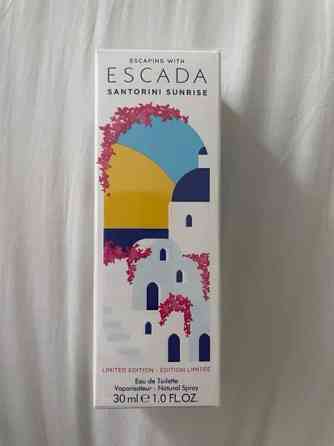 ESCAPING WITH
ESCADA
SANTORINI SUNRISE
LIMITED EDITION - EDITION LIMITÉE
Eau de Toilette
Vaporisateur - Natural Spray
30 ml ℮ 1.0 FL.OZ.